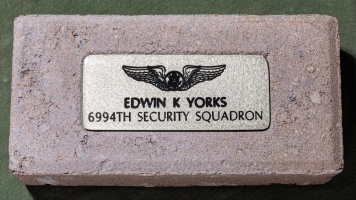 EDWIN K YORKS
6994TH SECURITY SQUADRON